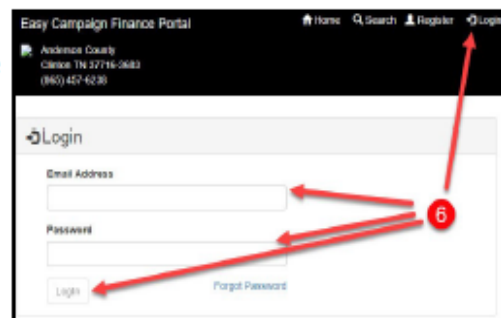 Easy Campaign Finance Portal
Home Search Register Login
Anderson County
Clinton TN 37716-3683
(865) 457-6238
Login
Email Address
Password
6
Login Forgot Password